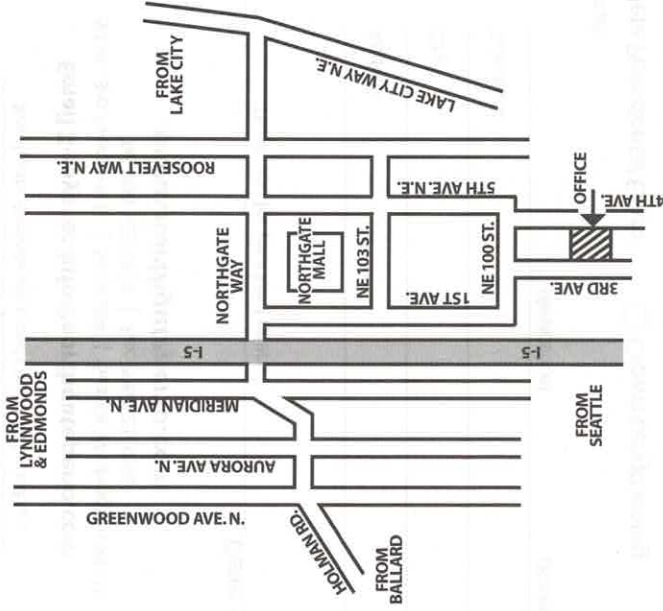 FROM
LAKE CITY
LAKE CITY WAY N.E.
ROOSEVELT WAY N.E.
5TH AVE. N.E.
OFFICE
4TH AVE.
NORTHGATE
WAY
NORTHGATE
MALL
NE 103 ST.
1ST AVE.
NE 100 ST.
3RD AVE.
I-5
I-5
FROM
LYNNWOOD
& EDMONDS
MERIDIAN AVE. N.
FROM
SEATTLE
AURORA AVE. N.
GREENWOOD AVE. N.
HOLMAN RD.
FROM
BALLARD